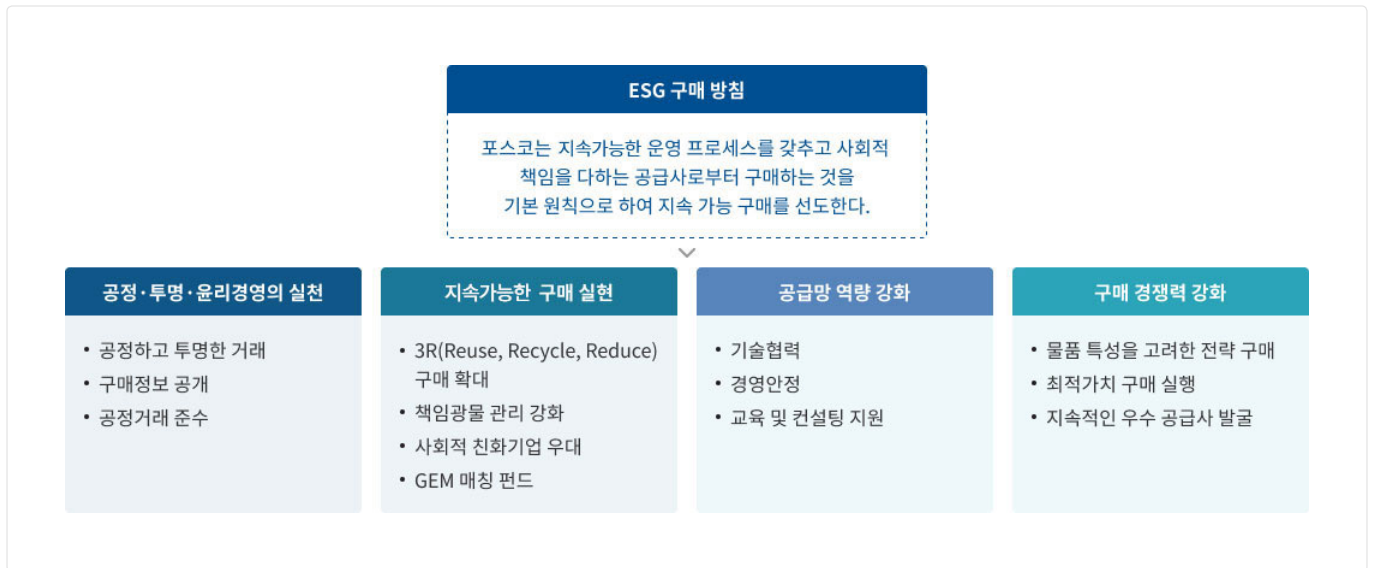 ESG 구매 방침
포스코는 지속가능한 운영 프로세스를 갖추고 사회적
책임을 다하는 공급사로부터 구매하는 것을
기본 원칙으로 하여 지속 가능 구매를 선도한다.
공정·투명·윤리경영의 실천
• 공정하고 투명한 거래
• 구매정보 공개
• 공정거래 준수
지속가능한 구매 실현
• 3R(Reuse, Recycle, Reduce)
구매 확대
• 책임광물 관리 강화
• 사회적 친화기업 우대
• GEM 매칭 펀드
공급망 역량 강화
• 기술협력
• 경영안정
• 교육 및 컨설팅 지원
구매 경쟁력 강화
• 물품 특성을 고려한 전략 구매
• 최적가치 구매 실행
• 지속적인 우수 공급사 발굴